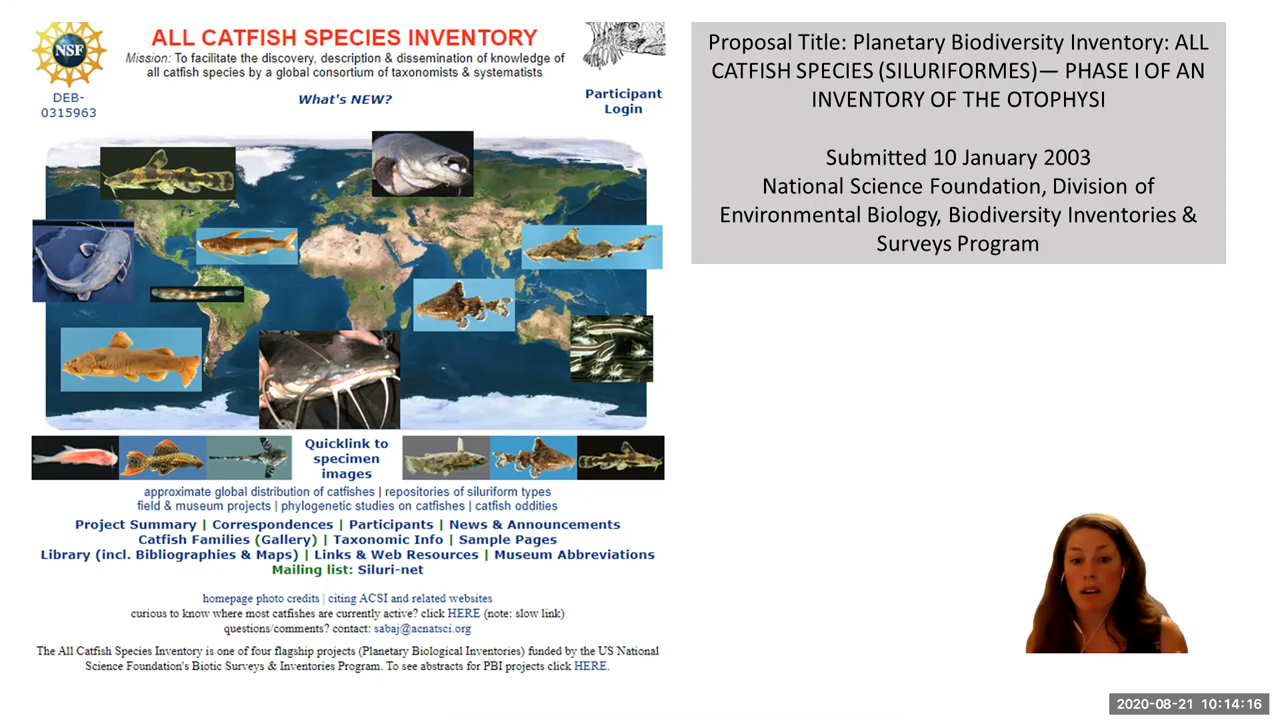 NSF
DEB-
0315963
ALL CATFISH SPECIES INVENTORY
Mission: To facilitate the discovery, description & dissemination of knowledge of
all catfish species by a global consortium of taxonomists & systematists
What's NEW?
Participant
Login
Quicklink to
specimen
images
approximate global distribution of catfishes | repositories of siluriform types
field & museum projects | phylogenetic studies on catfishes | catfish oddities
Project Summary | Correspondences | Participants | News & Announcements
Catfish Families (Gallery) | Taxonomic Info | Sample Pages
Library (incl. Bibliographies & Maps) | Links & Web Resources | Museum Abbreviations
Mailing list: Siluri-net
homepage photo credits | citing ACSI and related websites
curious to know where most catfishes are currently active? click HERE (note: slow link)
questions/comments? contact: sabaj@acnatsci.org
The All Catfish Species Inventory is one of four flagship projects (Planetary Biological Inventories) funded by the US National
Science Foundation's Biotic Surveys & Inventories Program. To see abstracts for PBI projects click HERE.
Proposal Title: Planetary Biodiversity Inventory: ALL
CATFISH SPECIES (SILURIFORMES)— PHASE I OF AN
INVENTORY OF THE OTOPHYSI
Submitted 10 January 2003
National Science Foundation, Division of
Environmental Biology, Biodiversity Inventories &
Surveys Program
2020-08-21 10:14:16